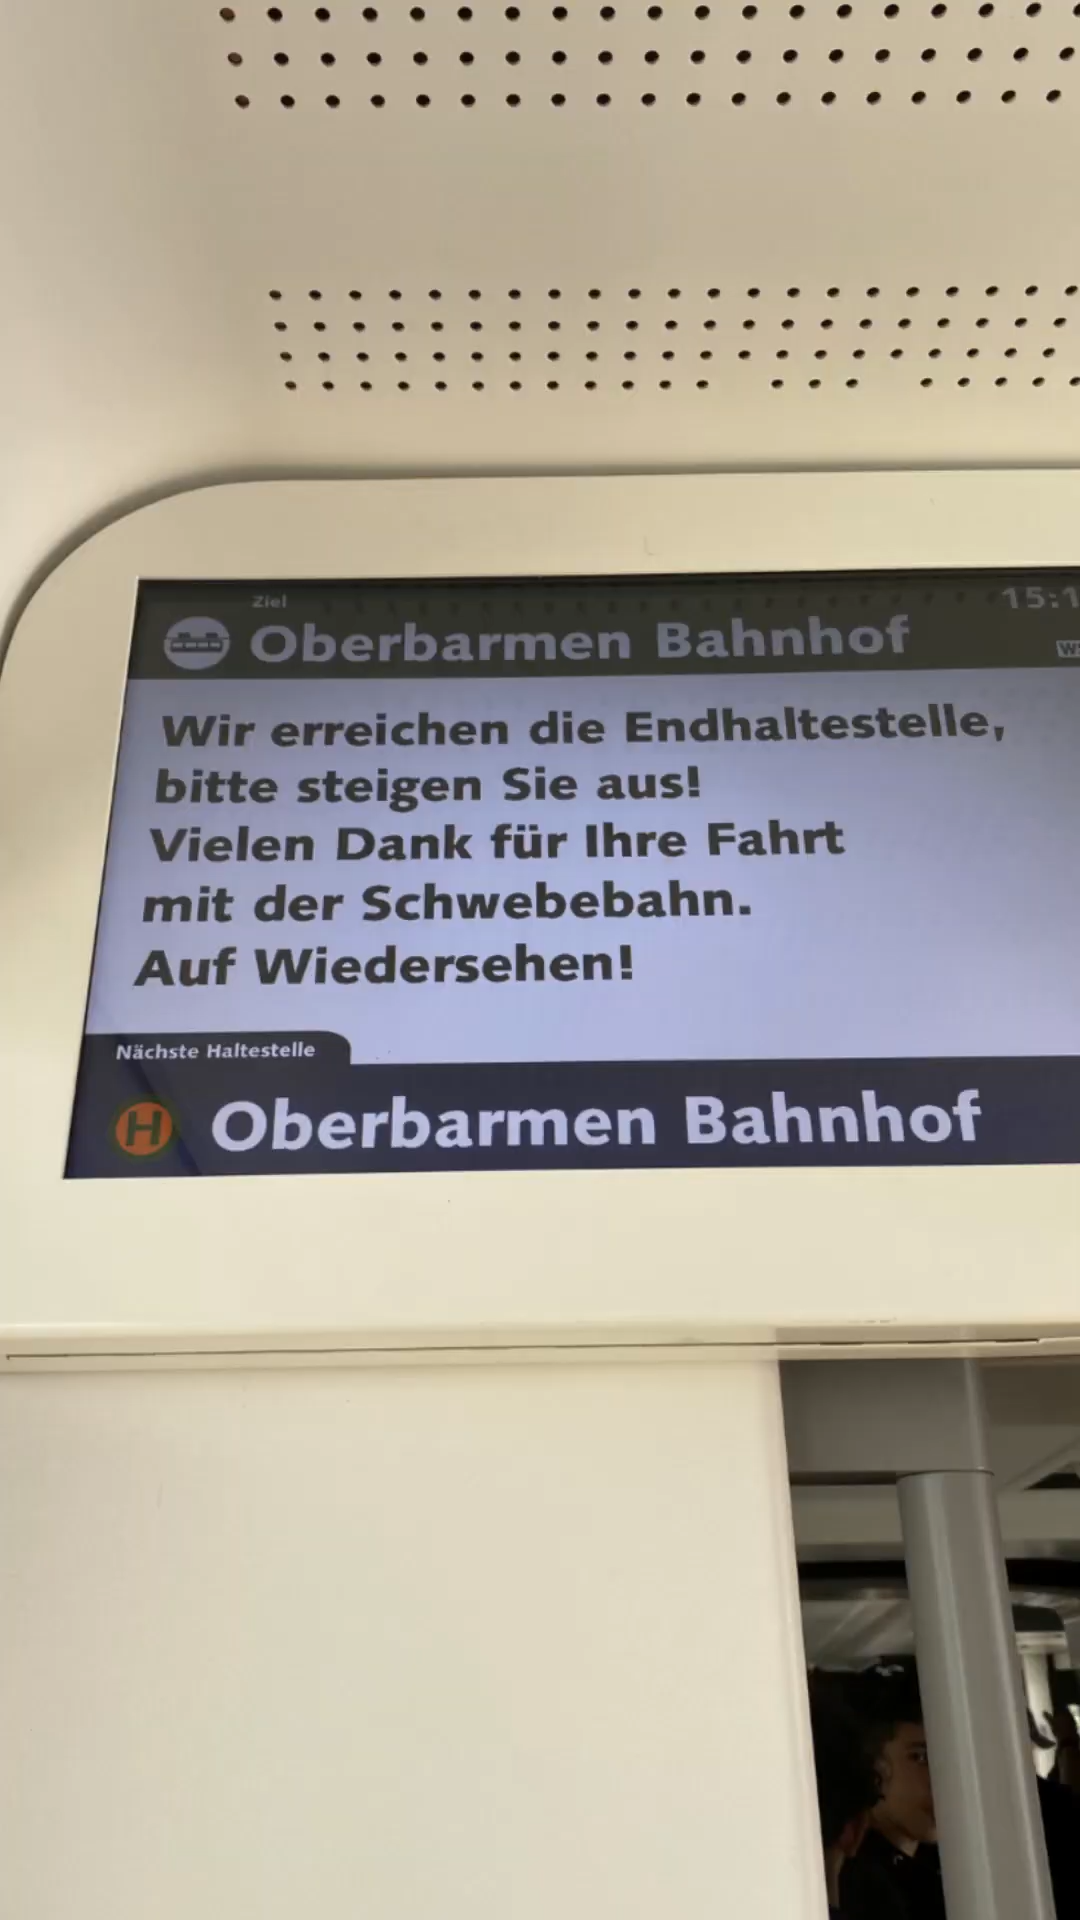 Ziel
Oberbarmen Bahnhof
Wir erreichen die Endhaltestelle,
bitte steigen Sie aus!
Vielen Dank für Ihre Fahrt
mit der Schwebebahn.
Auf Wiedersehen!
Nächste Haltestelle
H Oberbarmen Bahnhof